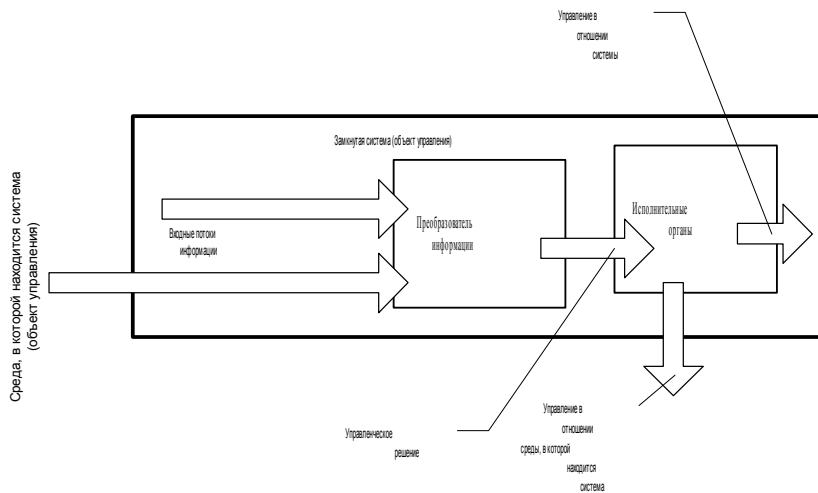 Управление в
отношении
системы
Замкнутая система (объект управления)
Среда, в которой находится система
(объект управления)
Входные потоки
информации
Преобразователь
информации
Исполнительные
органы
Управленческое
решение
Управление в
отношении
среды, в которой
находится
система